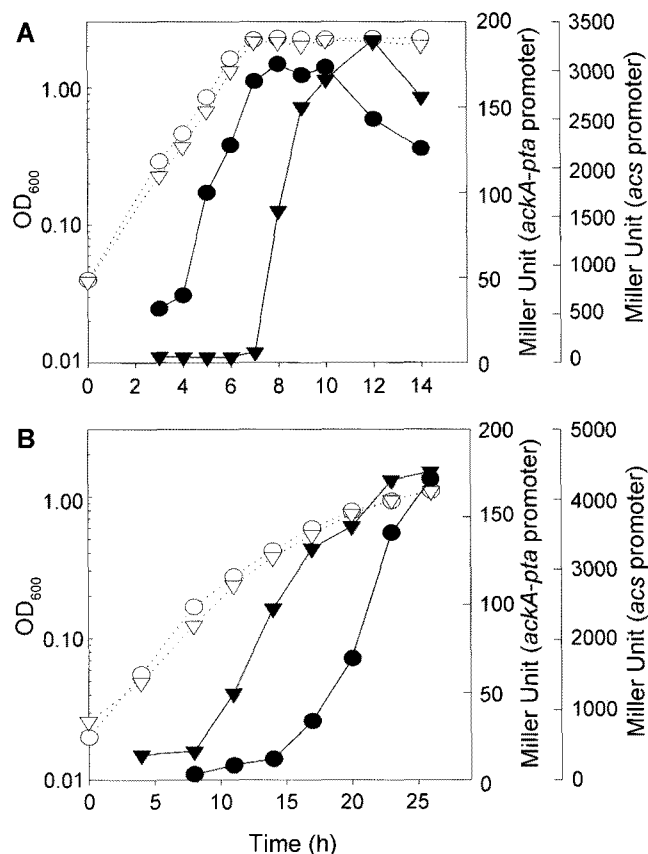 A
OD600
1.00
0.10
0.01
0 2 4 6 8 10 12 14
200
150
100
50
0
Miller Unit (ackA-pta promoter)
3500
3000
2500
2000
1500
1000
500
0
Miller Unit (acs promoter)
B
OD600
1.00
0.10
0.01
0 5 10 15 20 25
Time (h)
200
150
100
50
0
Miller Unit (ackA-pta promoter)
5000
4000
3000
2000
1000
0
Miller Unit (acs promoter)